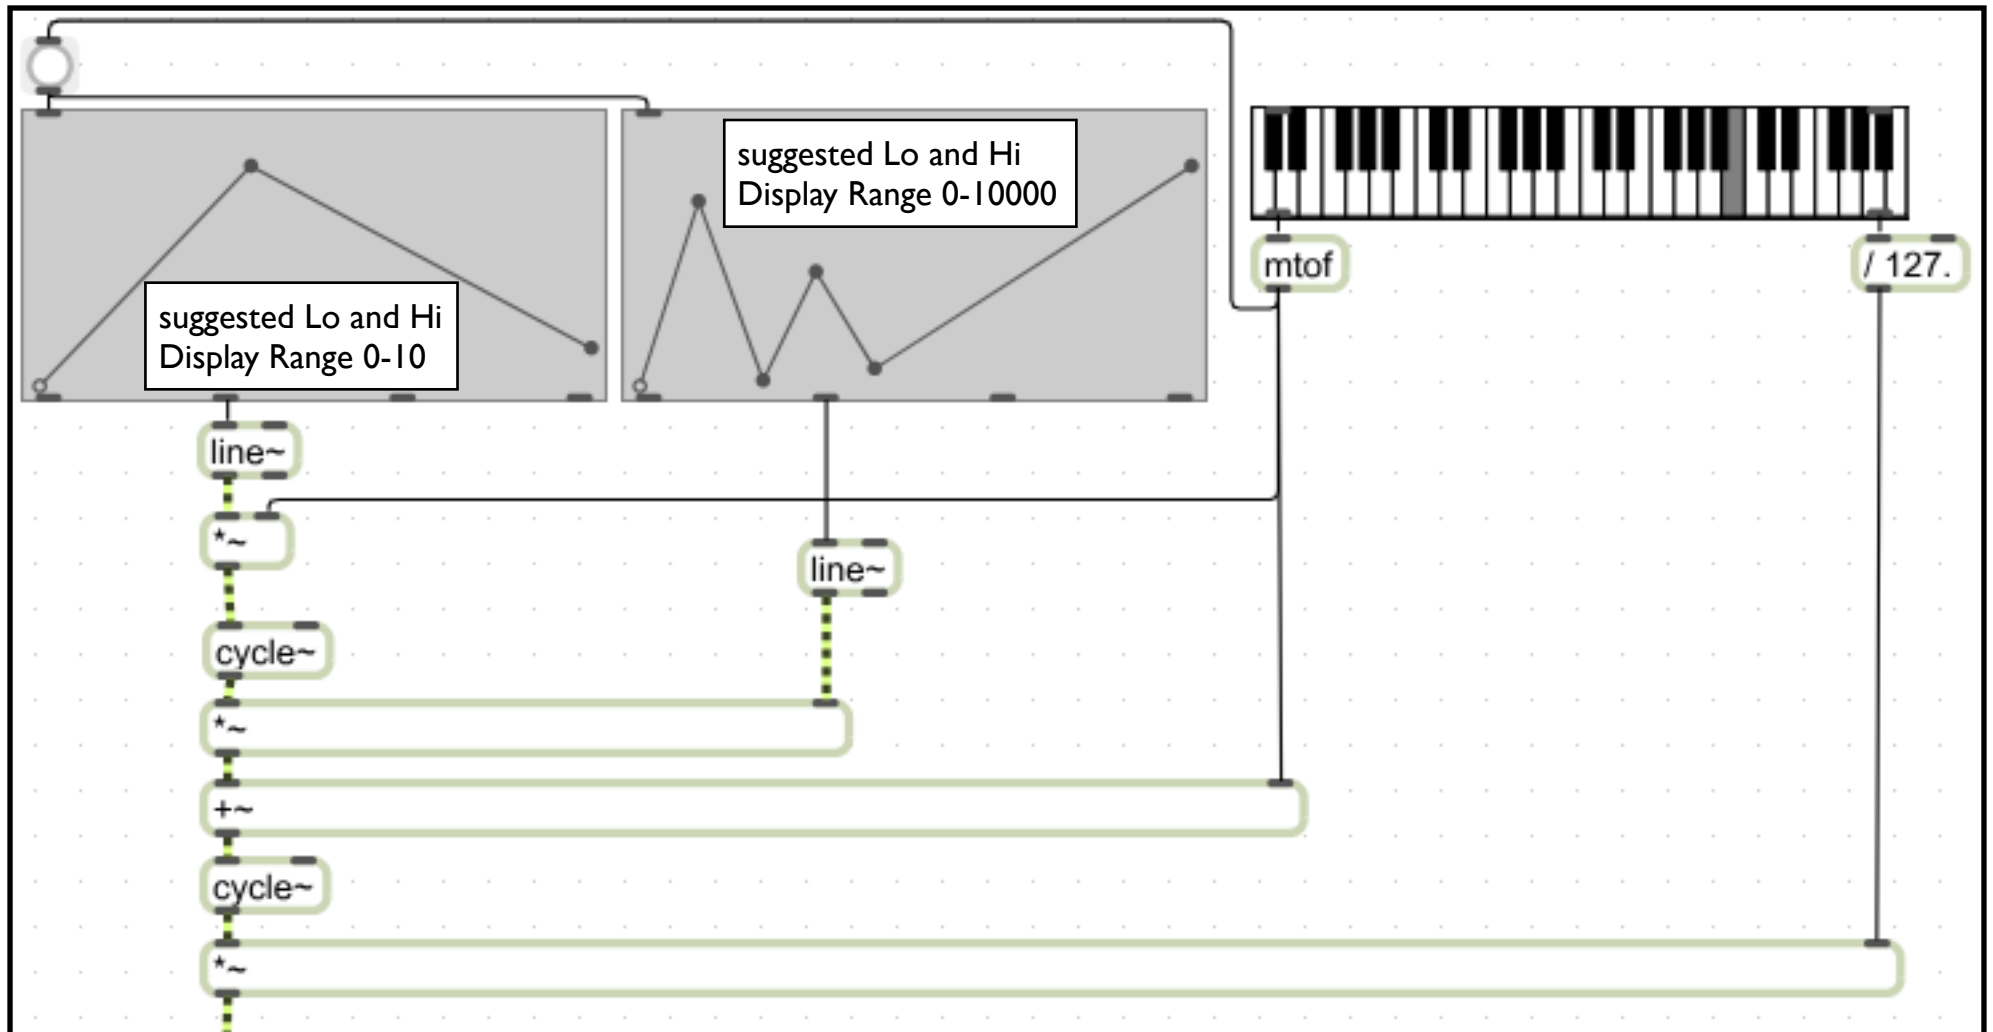 suggested Lo and Hi
Display Range 0-10000
mtof
/ 127.
suggested Lo and Hi
Display Range 0-10
line~
*~
line~
cycle~
*~
+~
cycle~
*~